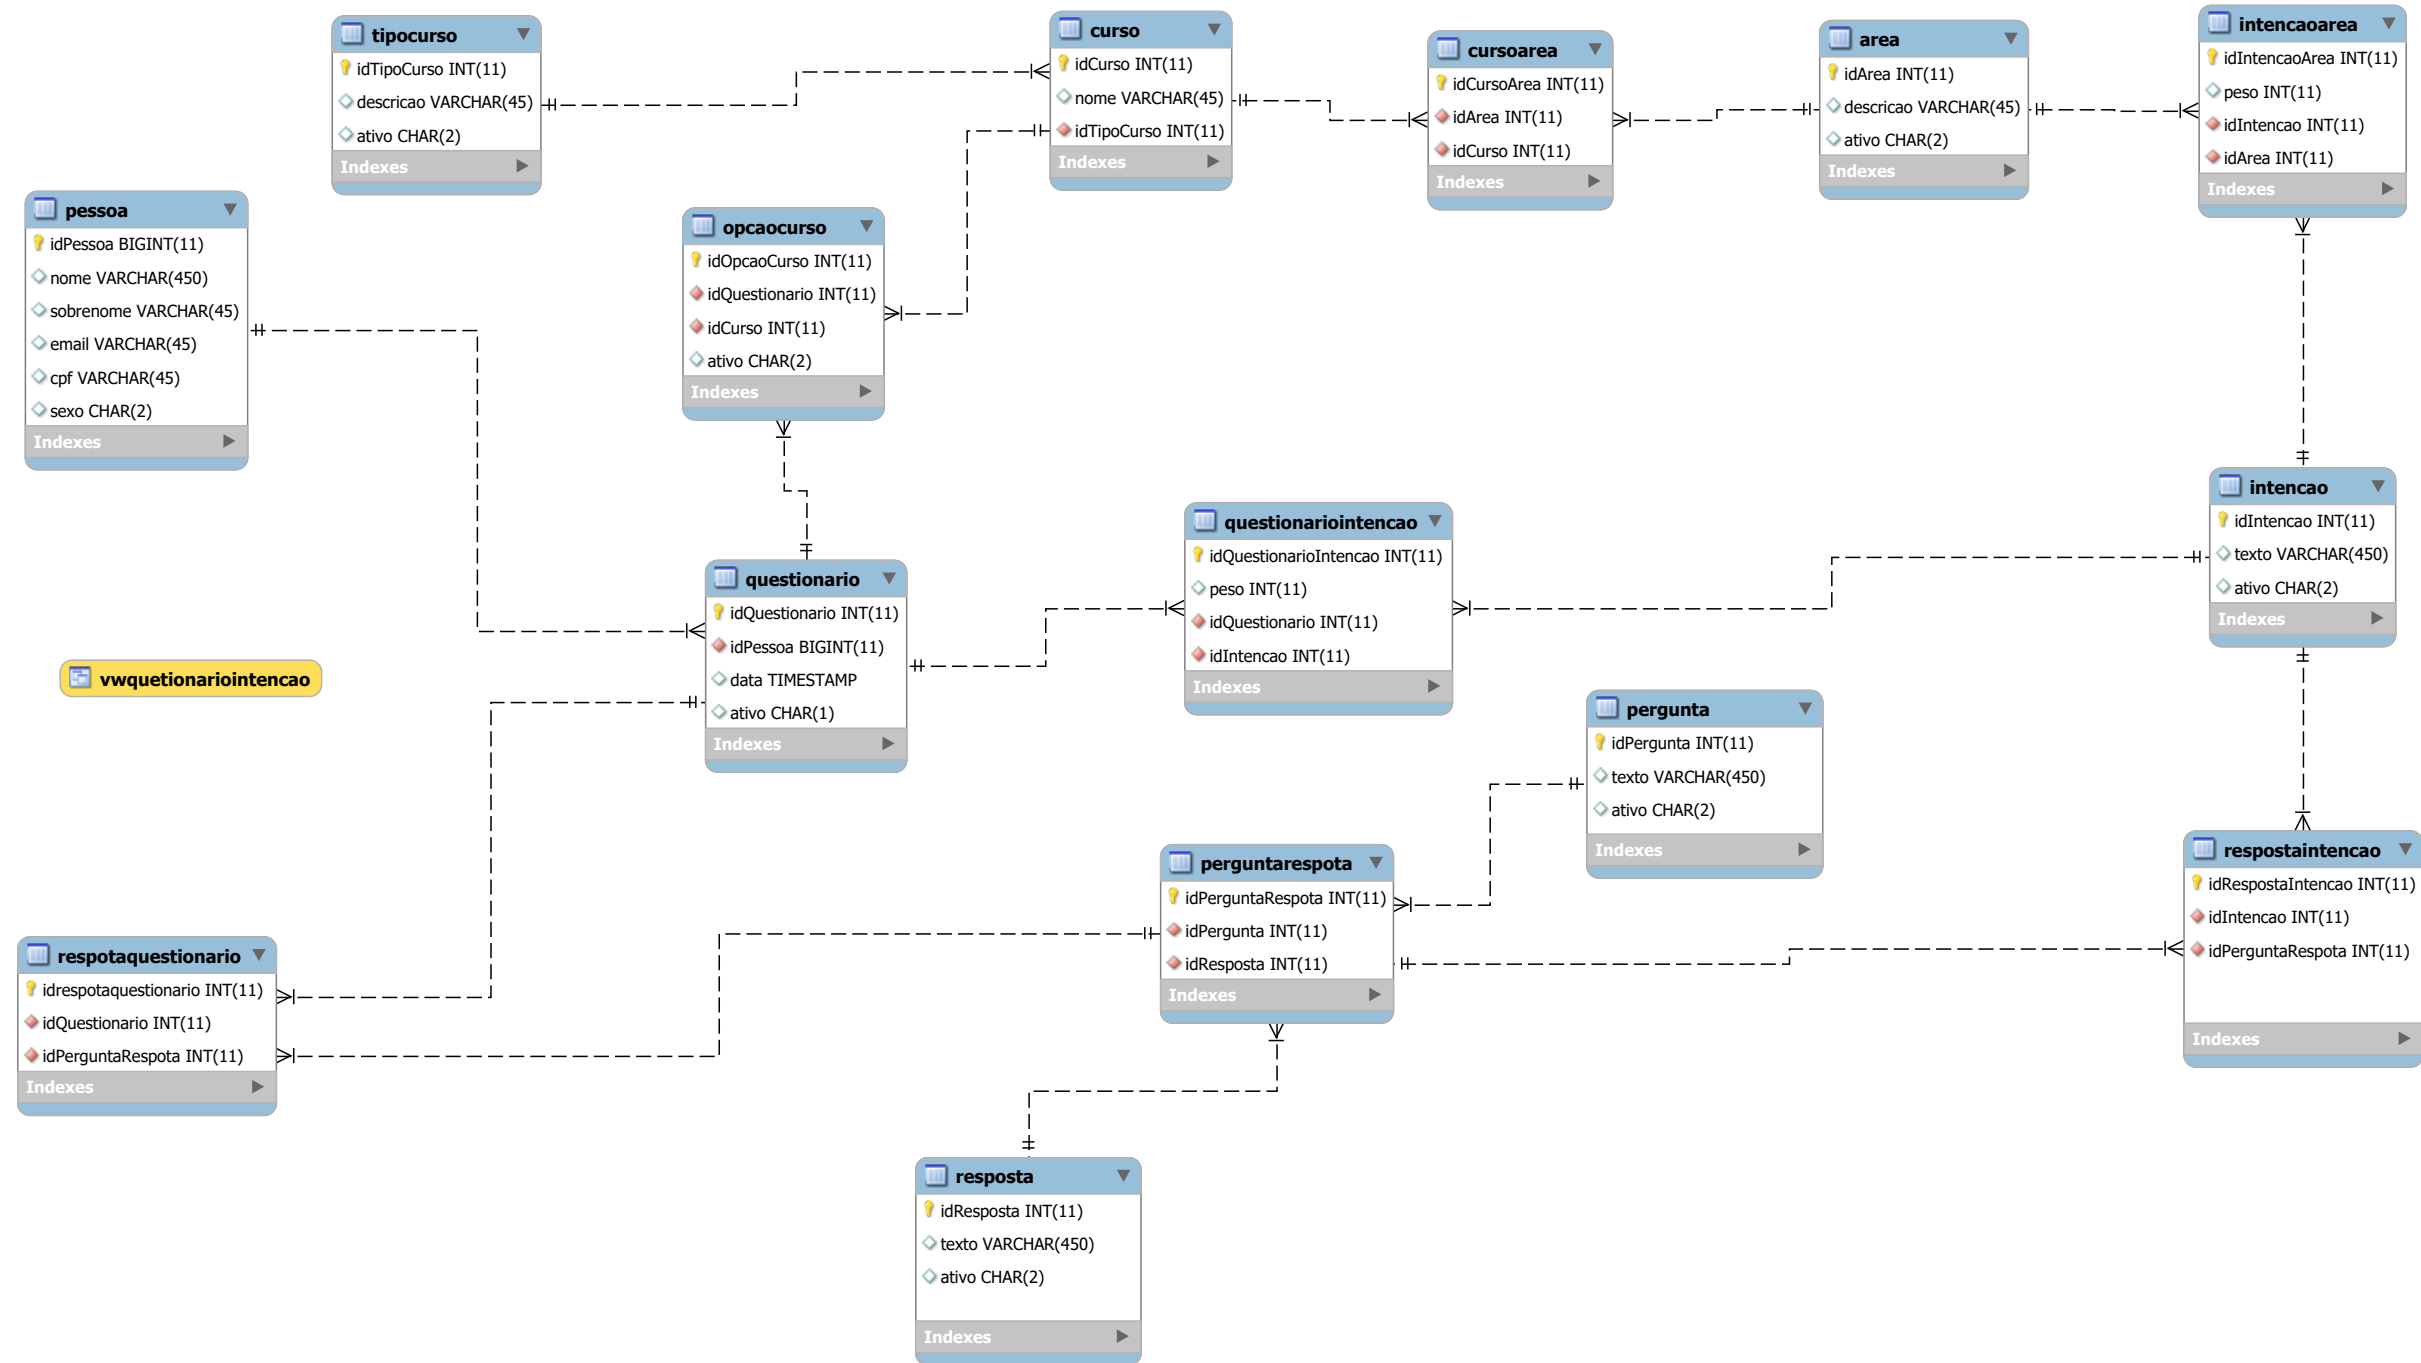 tipocurso
idTipoCurso INT(11)
descricao VARCHAR(45)
ativo CHAR(2)
Indexes
curso
idCurso INT(11)
nome VARCHAR(45)
idTipoCurso INT(11)
Indexes
cursoarea
idCursoArea INT(11)
idArea INT(11)
idCurso INT(11)
Indexes
area
idArea INT(11)
descricao VARCHAR(45)
ativo CHAR(2)
Indexes
intencaoarea
idIntencaoArea INT(11)
peso INT(11)
idIntencao INT(11)
idArea INT(11)
Indexes
pessoa
idPessoa BIGINT(11)
nome VARCHAR(450)
sobrenome VARCHAR(45)
email VARCHAR(45)
cpf VARCHAR(45)
sexo CHAR(2)
Indexes
opcaocurso
idOpcaoCurso INT(11)
idQuestionario INT(11)
idCurso INT(11)
ativo CHAR(2)
Indexes
questionario
idQuestionario INT(11)
idPessoa BIGINT(11)
data TIMESTAMP
ativo CHAR(1)
Indexes
questionariointencao
idQuestionarioIntencao INT(11)
peso INT(11)
idQuestionario INT(11)
idIntencao INT(11)
Indexes
intencao
idIntencao INT(11)
texto VARCHAR(450)
ativo CHAR(2)
Indexes
vwquetionariointencao
pergunta
idPergunta INT(11)
texto VARCHAR(450)
ativo CHAR(2)
Indexes
perguntarespota
idPerguntaRespota INT(11)
idPergunta INT(11)
idResposta INT(11)
Indexes
respostaintencao
idRespostaIntencao INT(11)
idIntencao INT(11)
idPerguntaRespota INT(11)
Indexes
respotaquestionario
idrespotaquestionario INT(11)
idQuestionario INT(11)
idPerguntaRespota INT(11)
Indexes
resposta
idResposta INT(11)
texto VARCHAR(450)
ativo CHAR(2)
Indexes